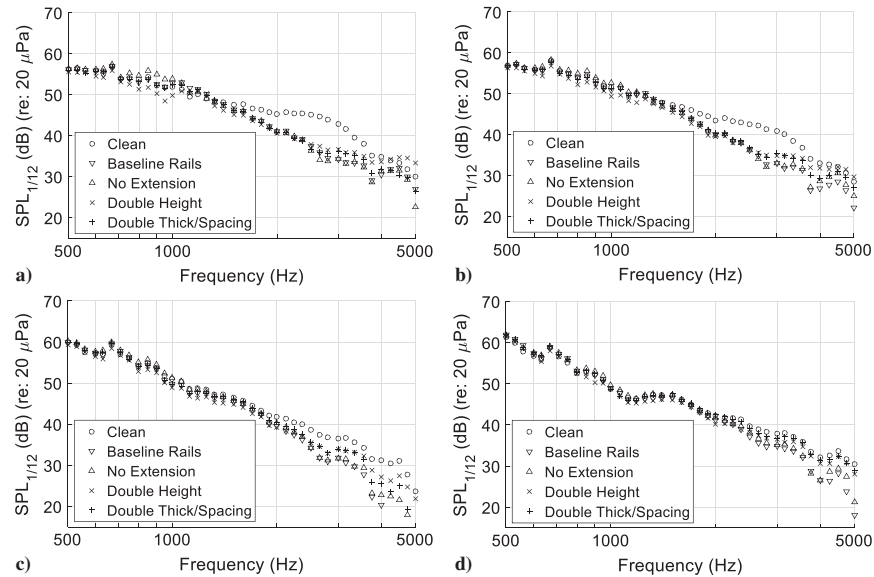 70
60
50
40
30
20
SPL1/12 (dB) (re: 20 μPa)
Clean
Baseline Rails
No Extension
Double Height
Double Thick/Spacing
500
1000
5000
a)
Frequency (Hz)
70
60
50
40
30
20
SPL1/12 (dB) (re: 20 μPa)
Clean
Baseline Rails
No Extension
Double Height
Double Thick/Spacing
500
1000
5000
b)
Frequency (Hz)
70
60
50
40
30
20
SPL1/12 (dB) (re: 20 μPa)
Clean
Baseline Rails
No Extension
Double Height
Double Thick/Spacing
500
1000
5000
c)
Frequency (Hz)
70
60
50
40
30
20
SPL1/12 (dB) (re: 20 μPa)
Clean
Baseline Rails
No Extension
Double Height
Double Thick/Spacing
500
1000
5000
d)
Frequency (Hz)